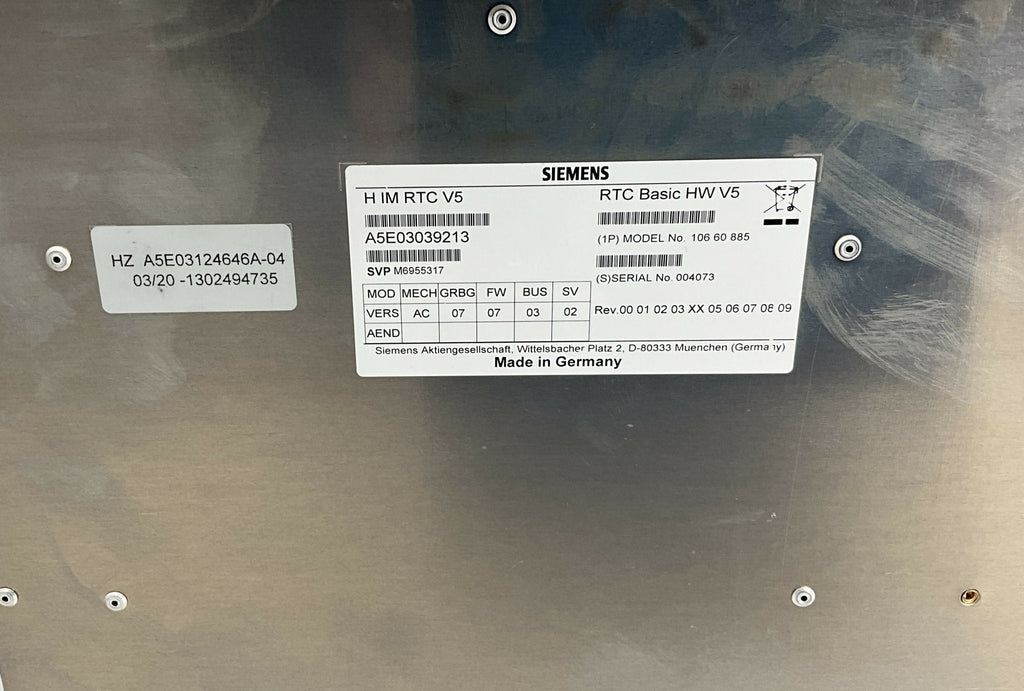 SIEMENS
H IM RTC V5
RTC Basic HW V5
A5E03039213
(1P) MODEL No. 106 60 885
SVP M6955317
(S)SERIAL No. 004073
MOD MECH GRBG FW BUS SV
VERS AC 07 07 03 02
AEND
Rev.00 01 02 03 XX 05 06 07 08 09
Siemens Aktiengesellschaft, Wittelsbacher Platz 2, D-80333 Muenchen (Germany)
Made in Germany
HZ A5E03124646A-04
03/20 -1302494735